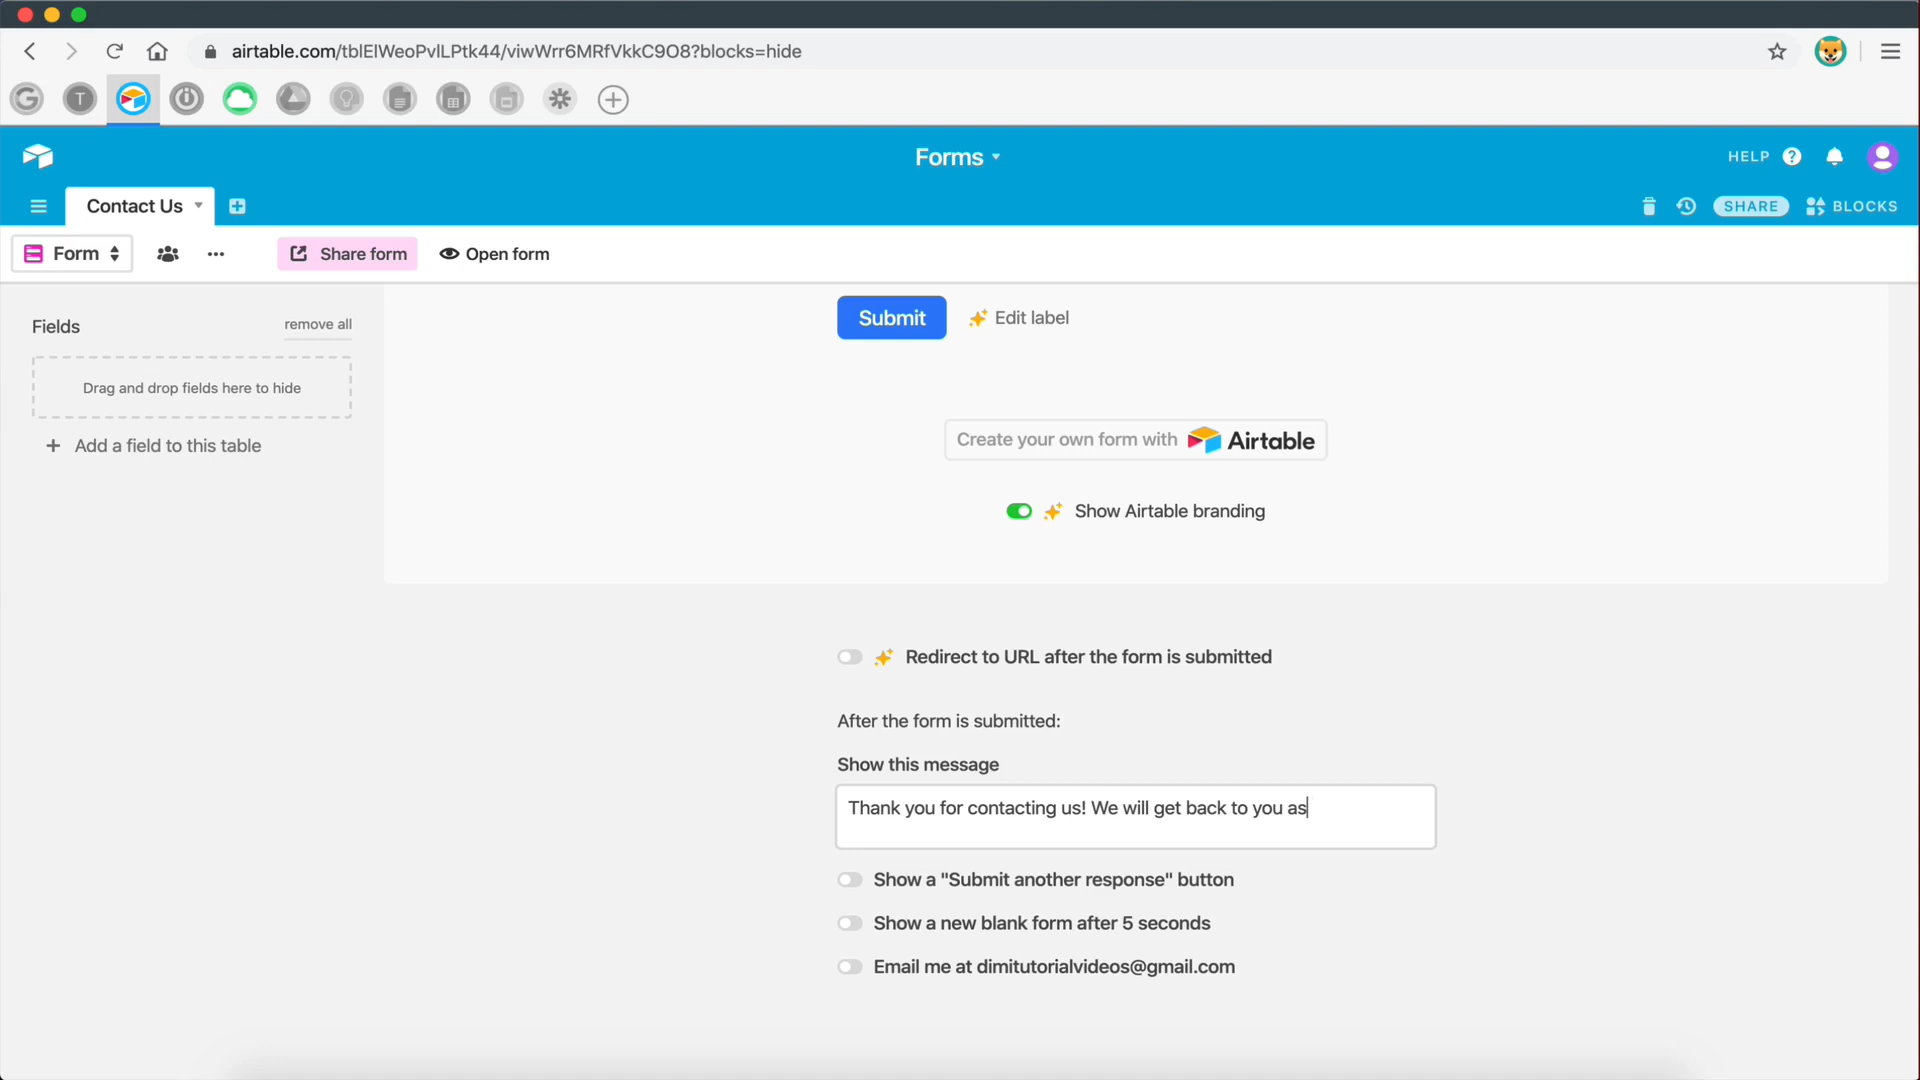 airtable.com/tblElWeoPvlLPtk44/viwWrr6MRfVkkC9O8?blocks=hide
G T
Forms
HELP ?
Contact Us
SHARE BLOCKS
Form
Share form
Open form
Fields
remove all
Drag and drop fields here to hide
+ Add a field to this table
Submit
Edit label
Create your own form with Airtable
Show Airtable branding
Redirect to URL after the form is submitted
After the form is submitted:
Show this message
Thank you for contacting us! We will get back to you as
Show a "Submit another response" button
Show a new blank form after 5 seconds
Email me at dimitutorialvideos@gmail.com